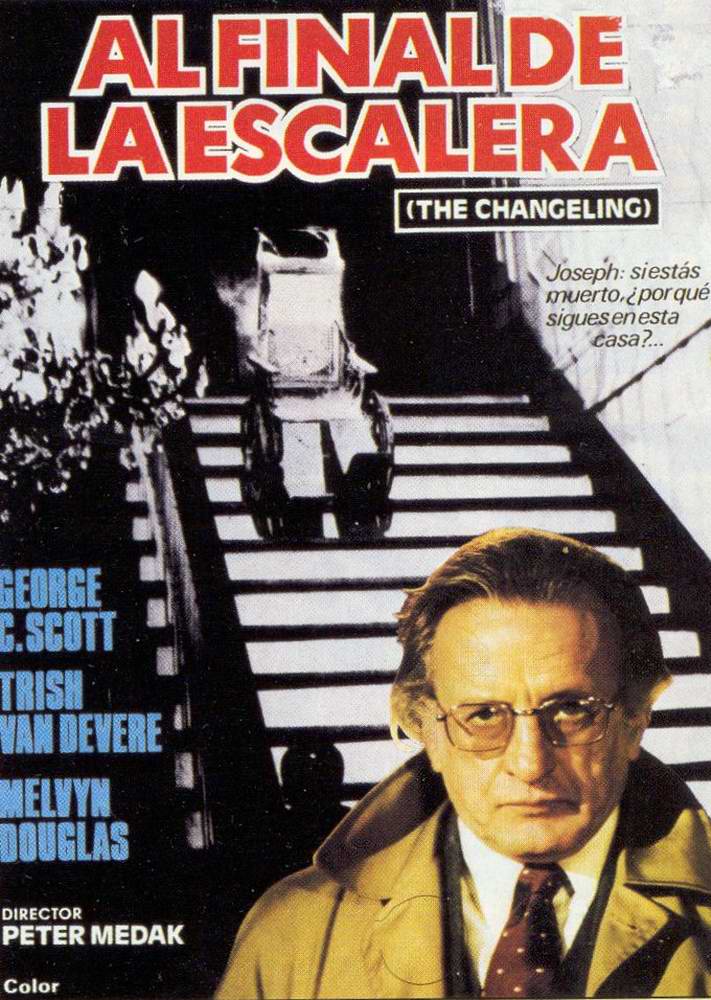 AL FINAL DE
LA ESCALERA
(THE CHANGELING)
Joseph: si estás
muerto, ¿por qué
sigues en esta
casa?...
GEORGE
C. SCOTT
TRISH
VAN DEVERE
MELVYN
DOUGLAS
DIRECTOR
PETER MEDAK
Color